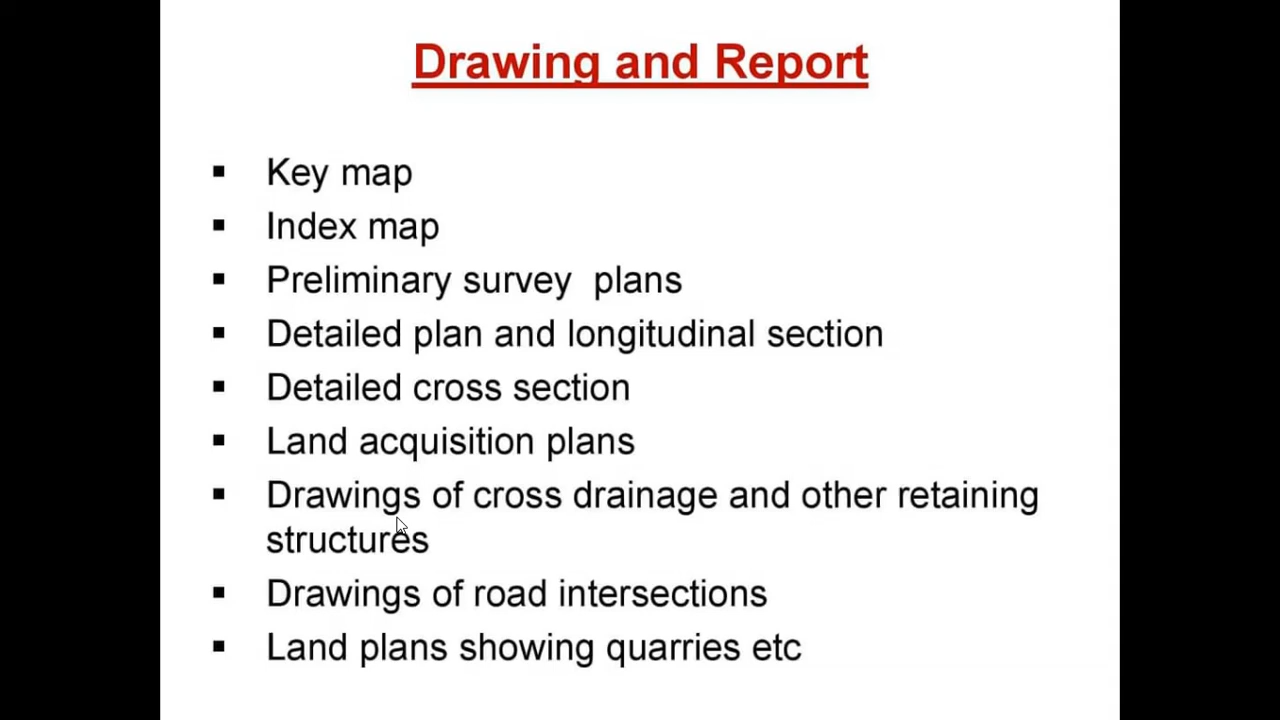 Drawing and Report
▪ Key map
▪ Index map
▪ Preliminary survey plans
▪ Detailed plan and longitudinal section
▪ Detailed cross section
▪ Land acquisition plans
▪ Drawings of cross drainage and other retaining
structures
▪ Drawings of road intersections
▪ Land plans showing quarries etc